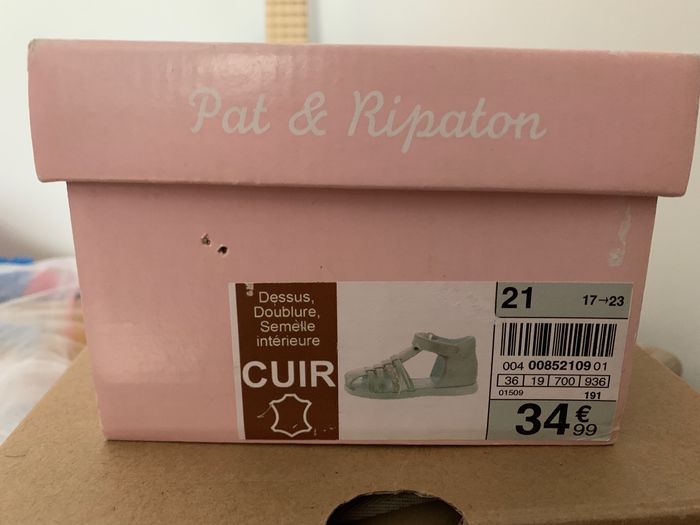 Pat & Ripaton
Dessus,
Doublure,
Semelle
intérieure
CUIR
21
17→23
004 00852109 01
36 19 700 936
01509
191
34€99